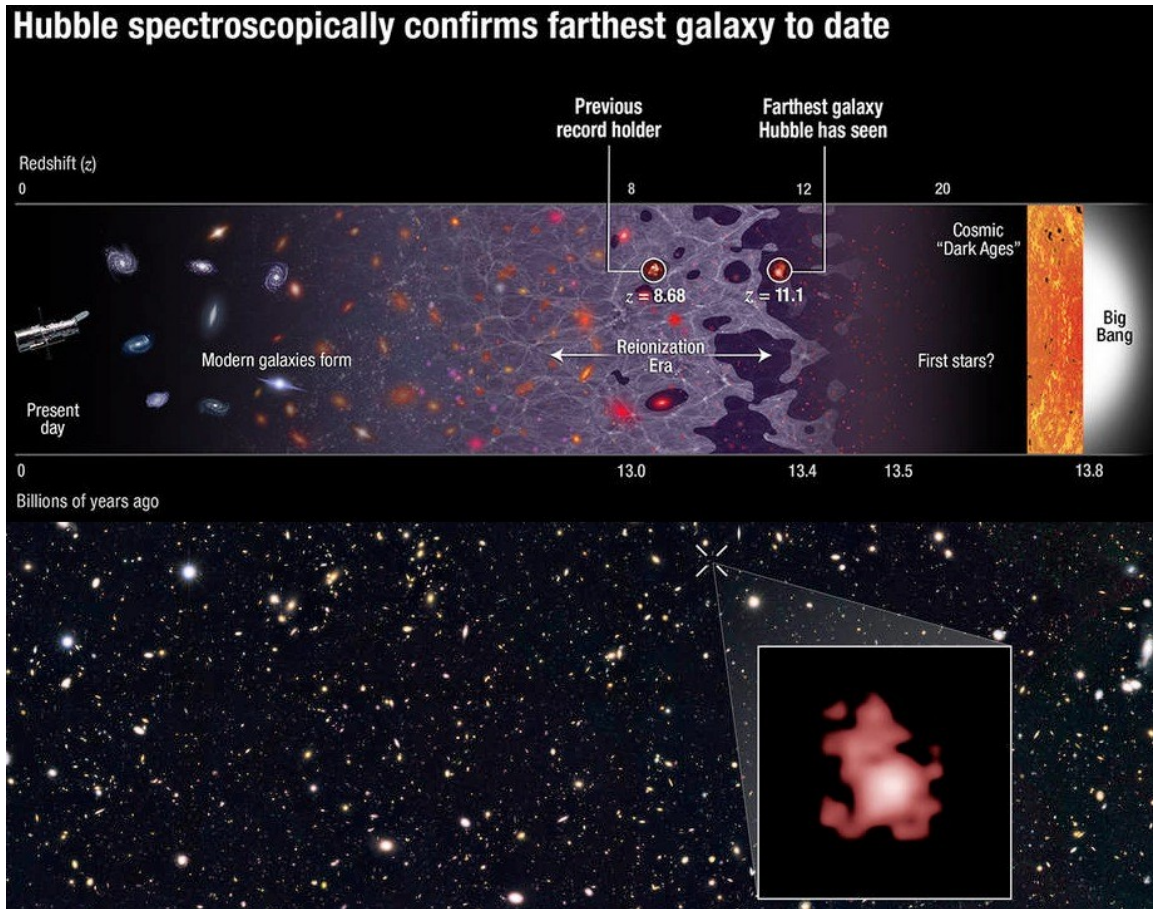 Hubble spectroscopically confirms farthest galaxy to date
Previous
record holder
Farthest galaxy
Hubble has seen
Redshift (z)
0
8
12
20
Cosmic
"Dark Ages"
z = 8.68
z = 11.1
Big
Bang
Reionization
Era
Modern galaxies form
First stars?
Present
day
0
13.0
13.4
13.5
13.8
Billions of years ago